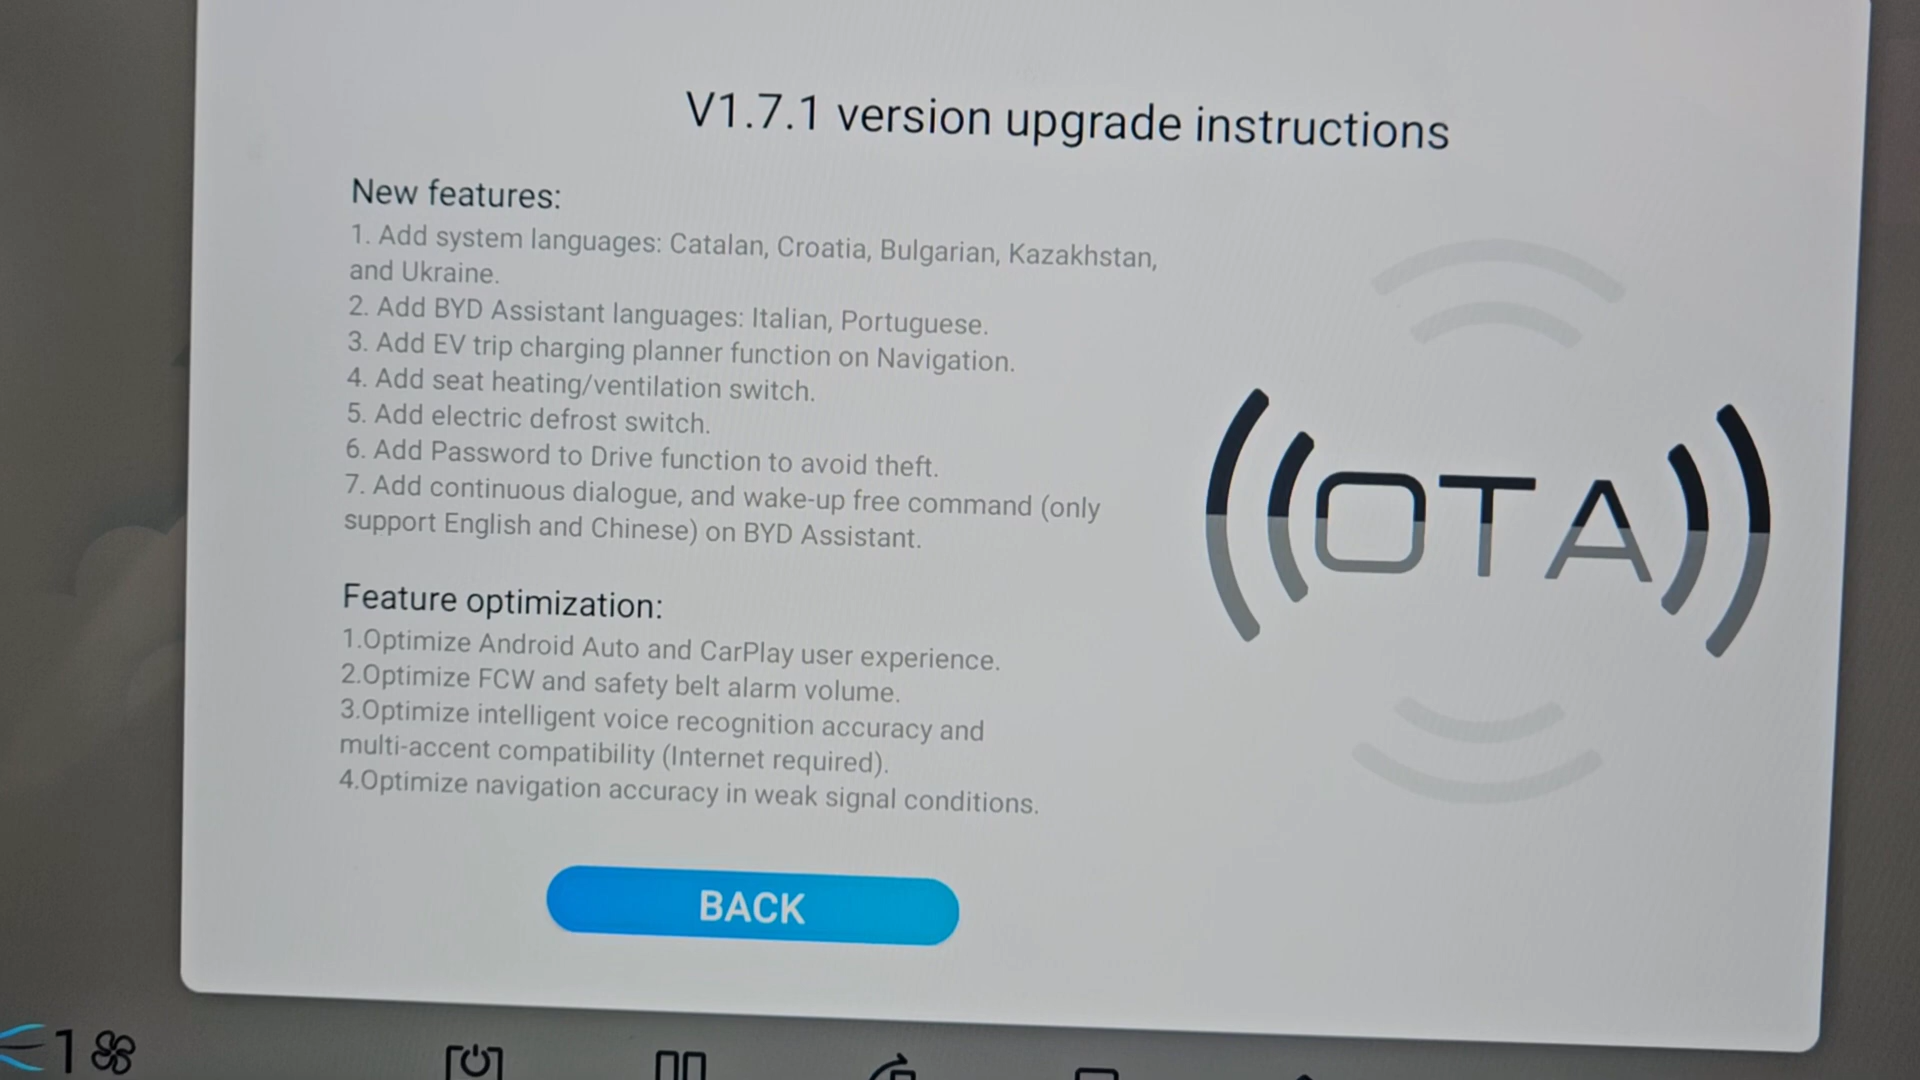 V1.7.1 version upgrade instructions
New features:
1. Add system languages: Catalan, Croatia, Bulgarian, Kazakhstan,
and Ukraine.
2. Add BYD Assistant languages: Italian, Portuguese.
3. Add EV trip charging planner function on Navigation.
4. Add seat heating/ventilation switch.
5. Add electric defrost switch.
6. Add Password to Drive function to avoid theft.
7. Add continuous dialogue, and wake-up free command (only
support English and Chinese) on BYD Assistant.
Feature optimization:
1.Optimize Android Auto and CarPlay user experience.
2.Optimize FCW and safety belt alarm volume.
3.Optimize intelligent voice recognition accuracy and
multi-accent compatibility (Internet required).
4.Optimize navigation accuracy in weak signal conditions.
OTA
BACK
1